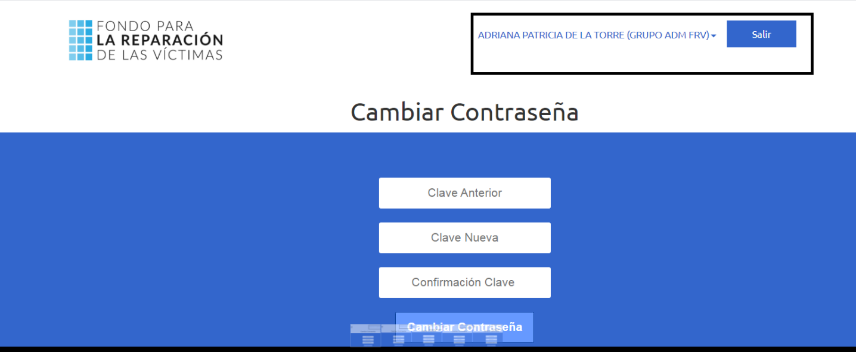 FONDO PARA
LA REPARACIÓN
DE LAS VÍCTIMAS
ADRIANA PATRICIA DE LA TORRE (GRUPO ADM FRV)
Salir
Cambiar Contraseña
Clave Anterior
Clave Nueva
Confirmación Clave
Cambiar Contraseña